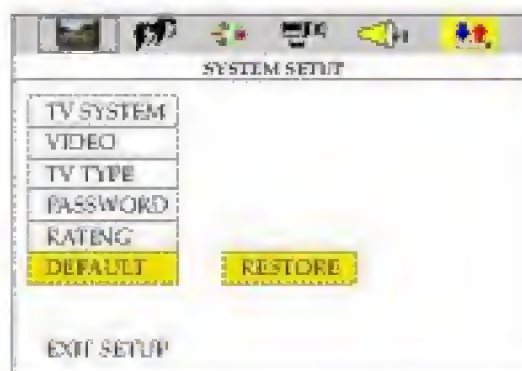 SYSTEM SETUP
TV SYSTEM
VIDEO
TV TYPE
PASSWORD
RATING
DEFAULT RESTORE
EXIT SETUP